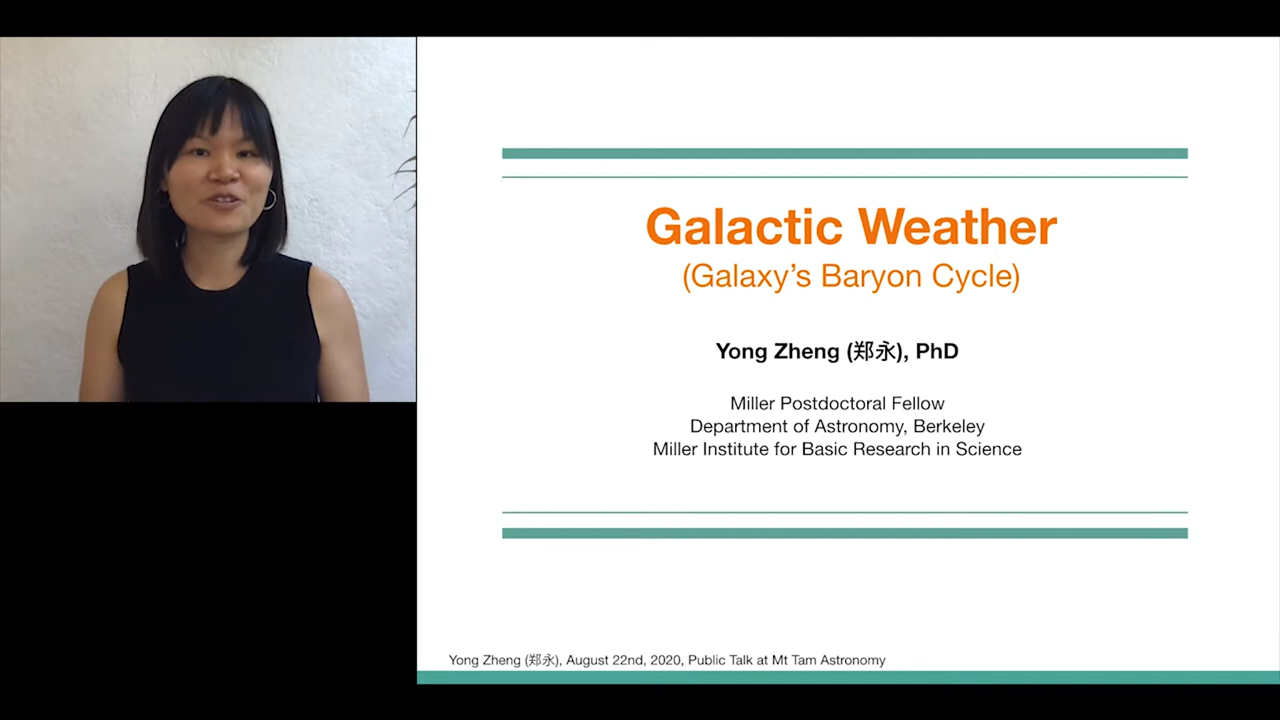 Galactic Weather
(Galaxy's Baryon Cycle)
Yong Zheng (郑永), PhD
Miller Postdoctoral Fellow
Department of Astronomy, Berkeley
Miller Institute for Basic Research in Science
Yong Zheng (郑永), August 22nd, 2020, Public Talk at Mt Tam Astronomy